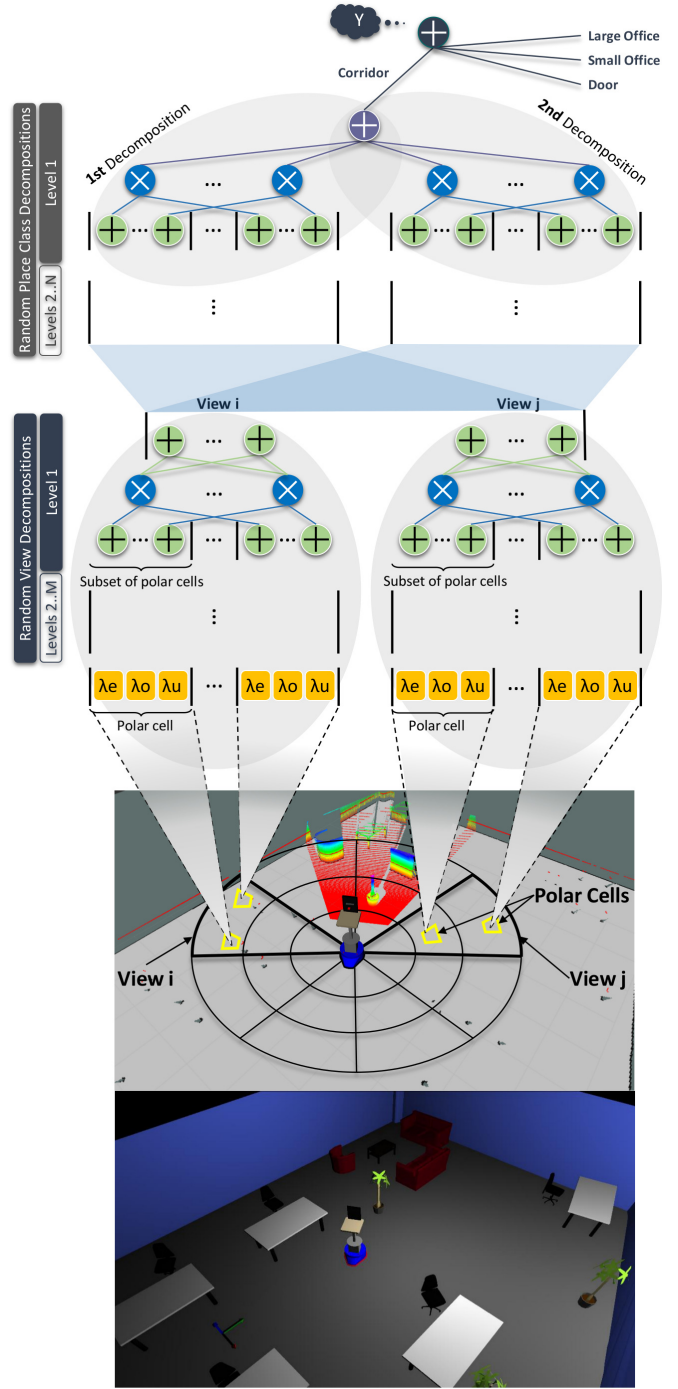 Y
Large Office
Small Office
Door
Corridor
1st Decomposition
2nd Decomposition
Random Place Class Decompositions
Level 1
Levels 2..N
...
...
... ... ...
... ... ...
...
...
View i
View j
Random View Decompositions
Level 1
Levels 2..M
...
...
...
...
... ... ...
... ... ...
Subset of polar cells
Subset of polar cells
...
...
λe λo λu ... λe λo λu
λe λo λu ... λe λo λu
Polar cell
Polar cell
Polar Cells
View i
View j